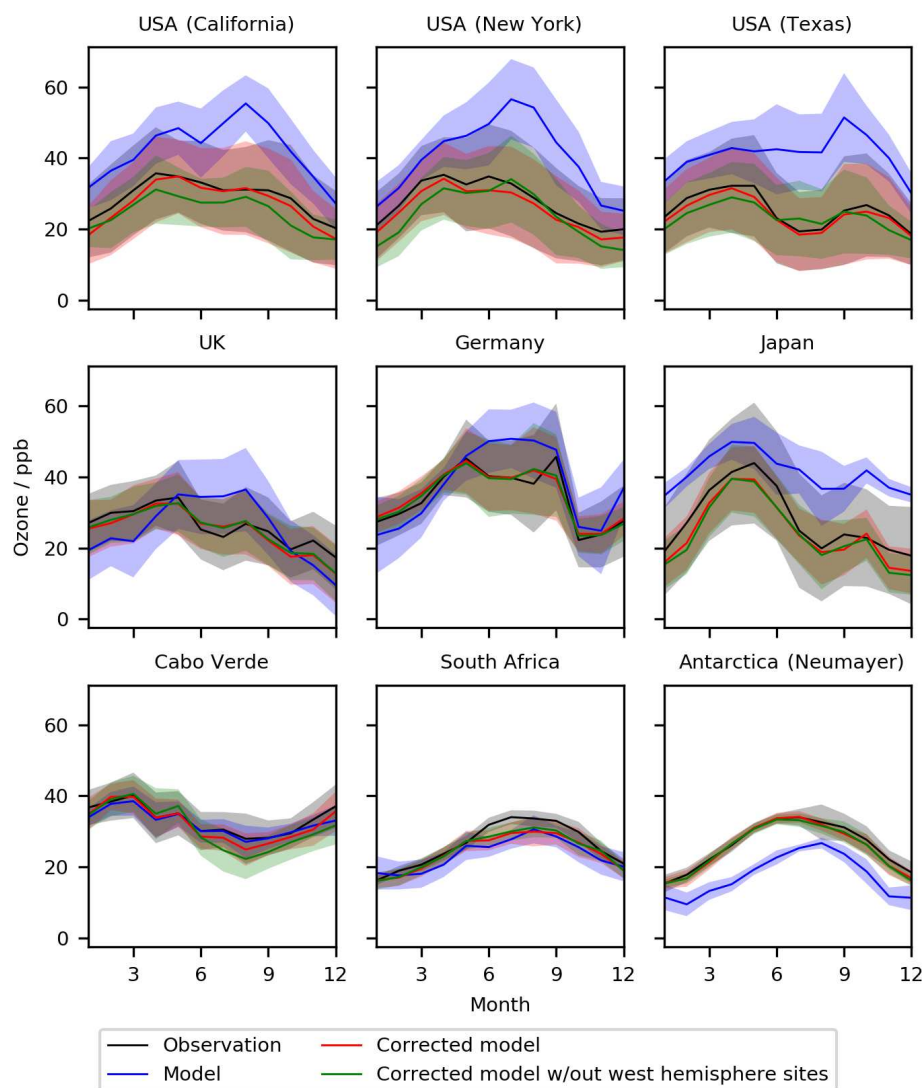 USA (California) USA (New York) USA (Texas)
60
40
20
0
UK Germany Japan
60
40
20
0
Ozone / ppb
Cabo Verde South Africa Antarctica (Neumayer)
60
40
20
0
3 6 9 12 3 6 9 12 3 6 9 12
Month
Observation Corrected model
Model Corrected model w/out west hemisphere sites